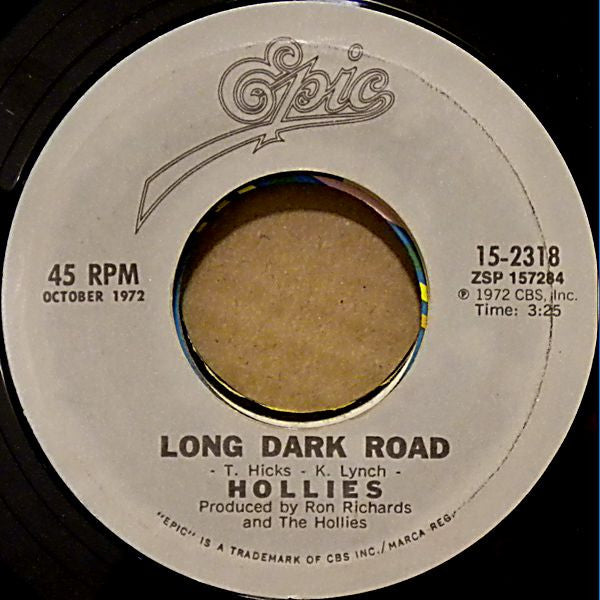 Epic
45 RPM
OCTOBER 1972
15-2318
ZSP 157284
℗ 1972 CBS, Inc.
Time: 3:25
LONG DARK ROAD
- T. Hicks - K. Lynch -
HOLLIES
Produced by Ron Richards
and The Hollies
"EPIC" IS A TRADEMARK OF CBS INC./MARCA REG.